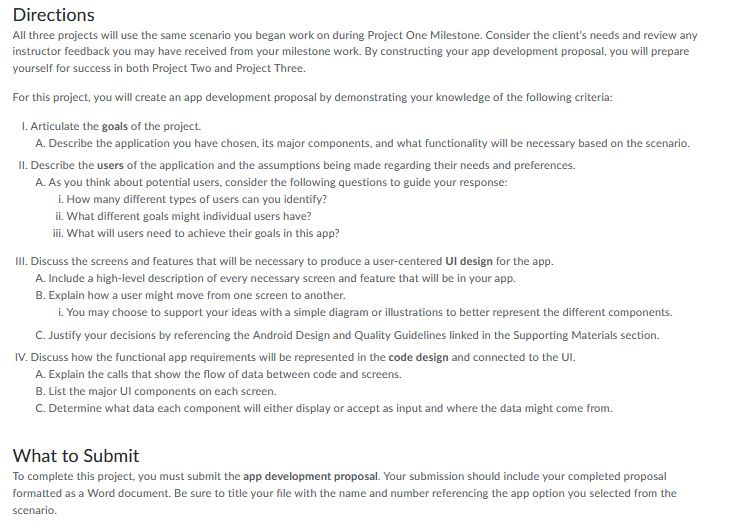 Directions
All three projects will use the same scenario you began work on during Project One Milestone. Consider the client's needs and review any
instructor feedback you may have received from your milestone work. By constructing your app development proposal, you will prepare
yourself for success in both Project Two and Project Three.
For this project, you will create an app development proposal by demonstrating your knowledge of the following criteria:
I. Articulate the goals of the project.
A. Describe the application you have chosen, its major components, and what functionality will be necessary based on the scenario.
II. Describe the users of the application and the assumptions being made regarding their needs and preferences.
A. As you think about potential users, consider the following questions to guide your response:
i. How many different types of users can you identify?
ii. What different goals might individual users have?
iii. What will users need to achieve their goals in this app?
III. Discuss the screens and features that will be necessary to produce a user-centered UI design for the app.
A. Include a high-level description of every necessary screen and feature that will be in your app.
B. Explain how a user might move from one screen to another.
i. You may choose to support your ideas with a simple diagram or illustrations to better represent the different components.
C. Justify your decisions by referencing the Android Design and Quality Guidelines linked in the Supporting Materials section.
IV. Discuss how the functional app requirements will be represented in the code design and connected to the UI.
A. Explain the calls that show the flow of data between code and screens.
B. List the major UI components on each screen.
C. Determine what data each component will either display or accept as input and where the data might come from.
What to Submit
To complete this project, you must submit the app development proposal. Your submission should include your completed proposal
formatted as a Word document. Be sure to title your file with the name and number referencing the app option you selected from the
scenario.